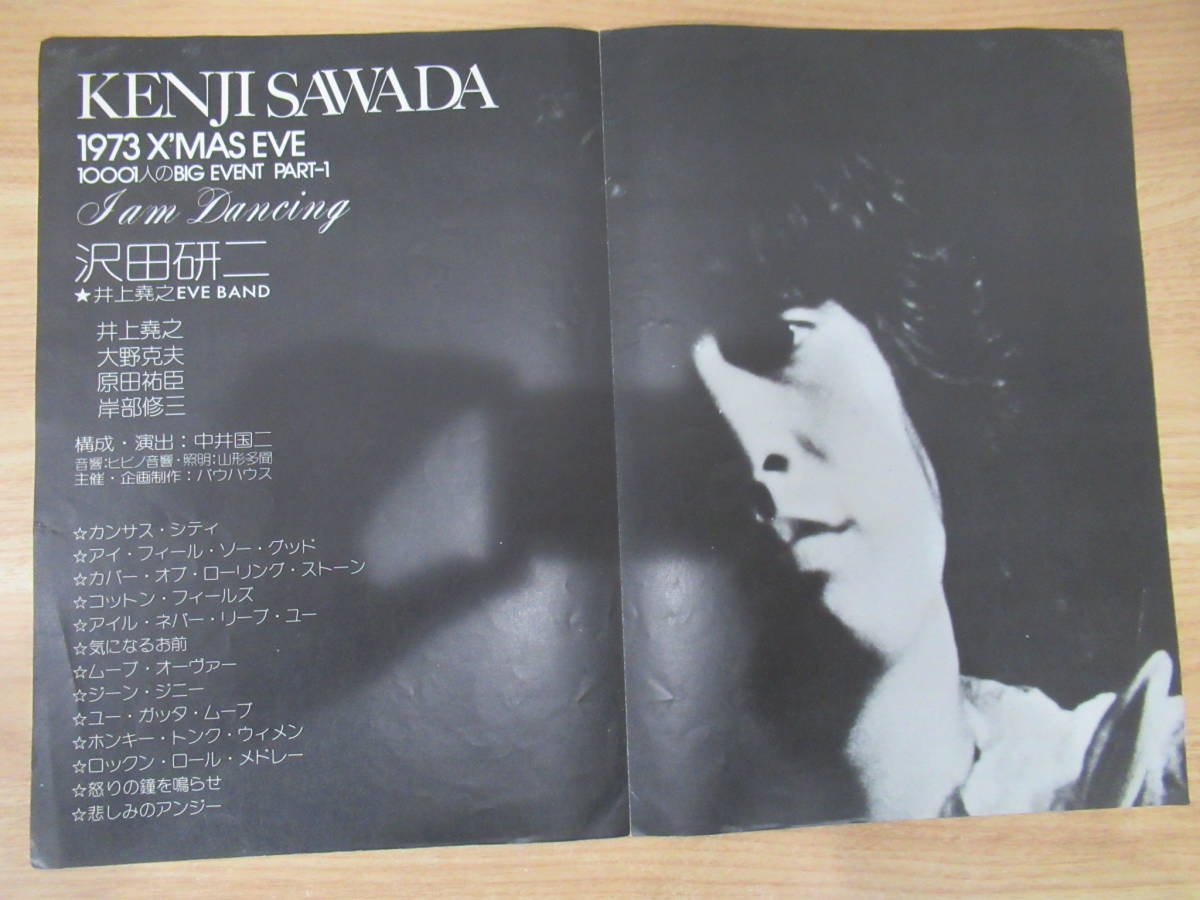 KENJI SAWADA
1973 X'MAS EVE
10001人のBIG EVENT PART-1
I am Dancing
沢田研二
★井上堯之EVE BAND
井上堯之
大野克夫
原田祐臣
岸部修三
構成・演出:中井国二
音響:ヒビノ音響・照明:山形多聞
主催・企画制作:バウハウス
☆カンサス・シティ
☆アイ・フィール・ソー・グッド
☆カバー・オブ・ローリング・ストーン
☆コットン・フィールズ
☆アイル・ネバー・リーブ・ユー
☆気になるお前
☆ムーブ・オーヴァー
☆ジーン・ジニー
☆ユー・ガッタ・ムーブ
☆ホンキー・トンク・ウィメン
☆ロックン・ロール・メドレー
☆怒りの鐘を鳴らせ
☆悲しみのアンジー